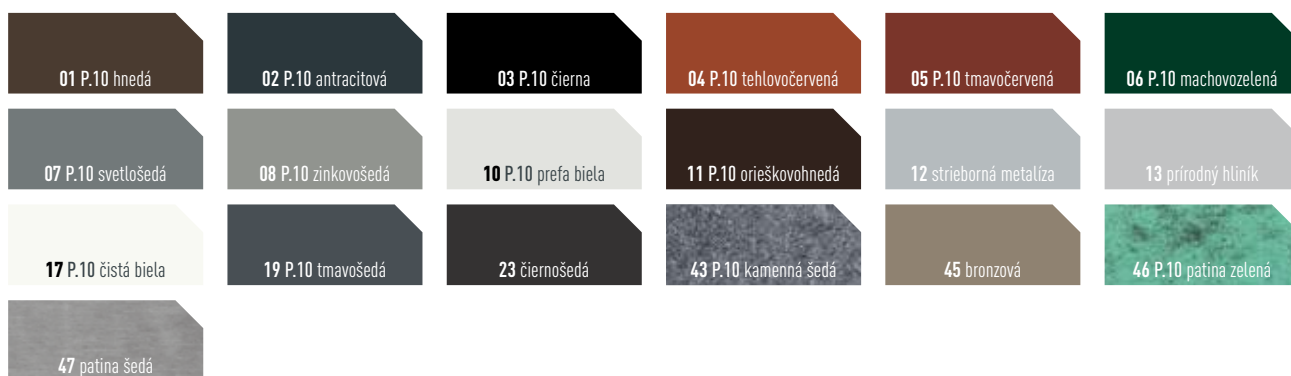 01 P.10 hnedá
02 P.10 antracitová
03 P.10 čierna
04 P.10 tehlovočervená
05 P.10 tmavočervená
06 P.10 machovozelená
07 P.10 svetlošedá
08 P.10 zinkovošedá
10 P.10 prefa biela
11 P.10 orieškovohnedá
12 strieborná metalíza
13 prírodný hliník
17 P.10 čistá biela
19 P.10 tmavošedá
23 čiernošedá
43 P.10 kamenná šedá
45 bronzová
46 P.10 patina zelená
47 patina šedá